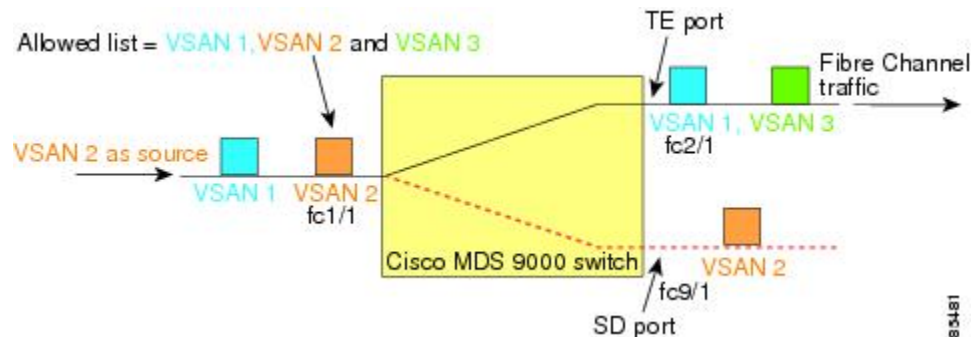 TE port
Allowed list = VSAN 1, VSAN 2 and VSAN 3
Fibre Channel
traffic
VSAN 1, VSAN 3
fc2/1
VSAN 2 as source
VSAN 1
VSAN 2
fc1/1
Cisco MDS 9000 switch
VSAN 2
fc9/1
SD port
85481